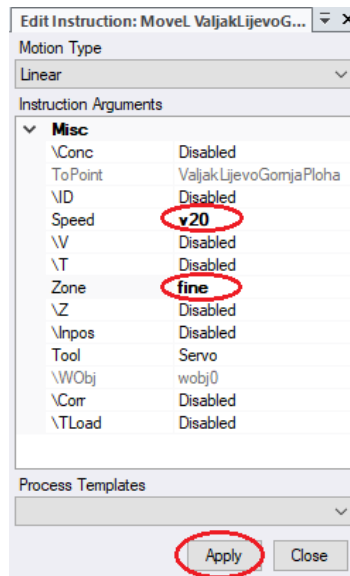 Edit Instruction: MoveL ValjakLijevoG...
Motion Type
Linear
Instruction Arguments
Misc
\Conc Disabled
ToPoint ValjakLijevoGornjaPloha
\ID Disabled
Speed v20
\V Disabled
\T Disabled
Zone fine
\Z Disabled
\Inpos Disabled
Tool Servo
\WObj wobj0
\Corr Disabled
\TLoad Disabled
Process Templates
Apply Close